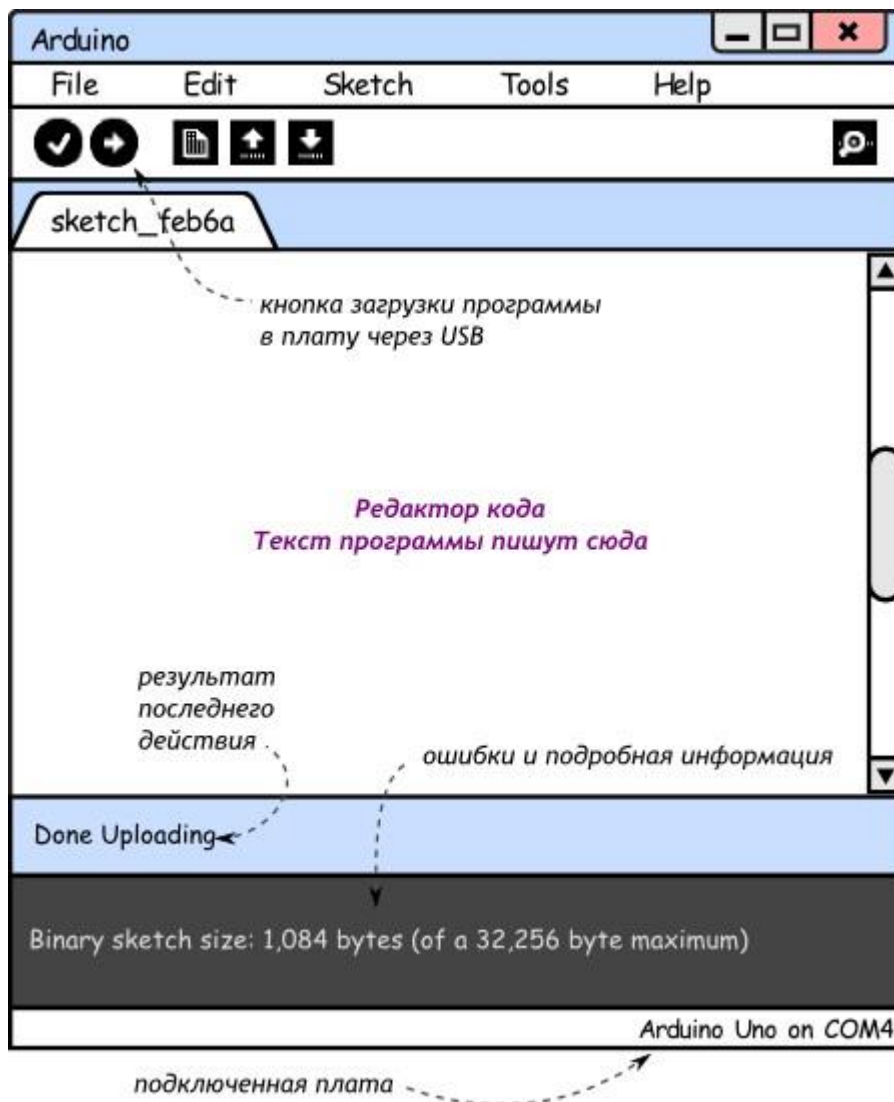 Arduino
File Edit Sketch Tools Help
sketch_feb6a
кнопка загрузки программы
в плату через USB
Редактор кода
Текст программы пишут сюда
результат
последнего
действия
ошибки и подробная информация
Done Uploading
Binary sketch size: 1,084 bytes (of a 32,256 byte maximum)
Arduino Uno on COM4
подключенная плата